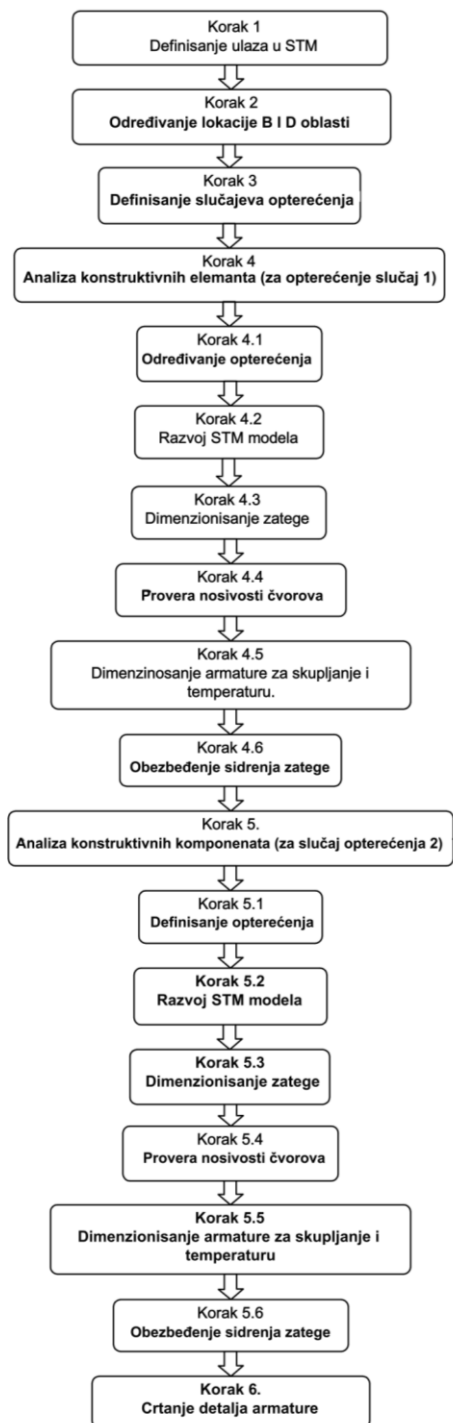 Korak 1
Definisanje ulaza u STM
Korak 2
Određivanje lokacije B I D oblasti
Korak 3
Definisanje slučajeva opterećenja
Korak 4
Analiza konstruktivnih elemanta (za opterećenje slučaj 1)
Korak 4.1
Određivanje opterećenja
Korak 4.2
Razvoj STM modela
Korak 4.3
Dimenzionisanje zatege
Korak 4.4
Provera nosivosti čvorova
Korak 4.5
Dimenzinosanje armature za skupljanje i
temperaturu.
Korak 4.6
Obezbeđenje sidrenja zatege
Korak 5.
Analiza konstruktivnih komponenata (za slučaj opterećenja 2)
Korak 5.1
Definisanje opterećenja
Korak 5.2
Razvoj STM modela
Korak 5.3
Dimenzionisanje zatege
Korak 5.4
Provera nosivosti čvorova
Korak 5.5
Dimenzionisanje armature za skupljanje i
temperaturu
Korak 5.6
Obezbeđenje sidrenja zatege
Korak 6.
Crtanje detalja armature